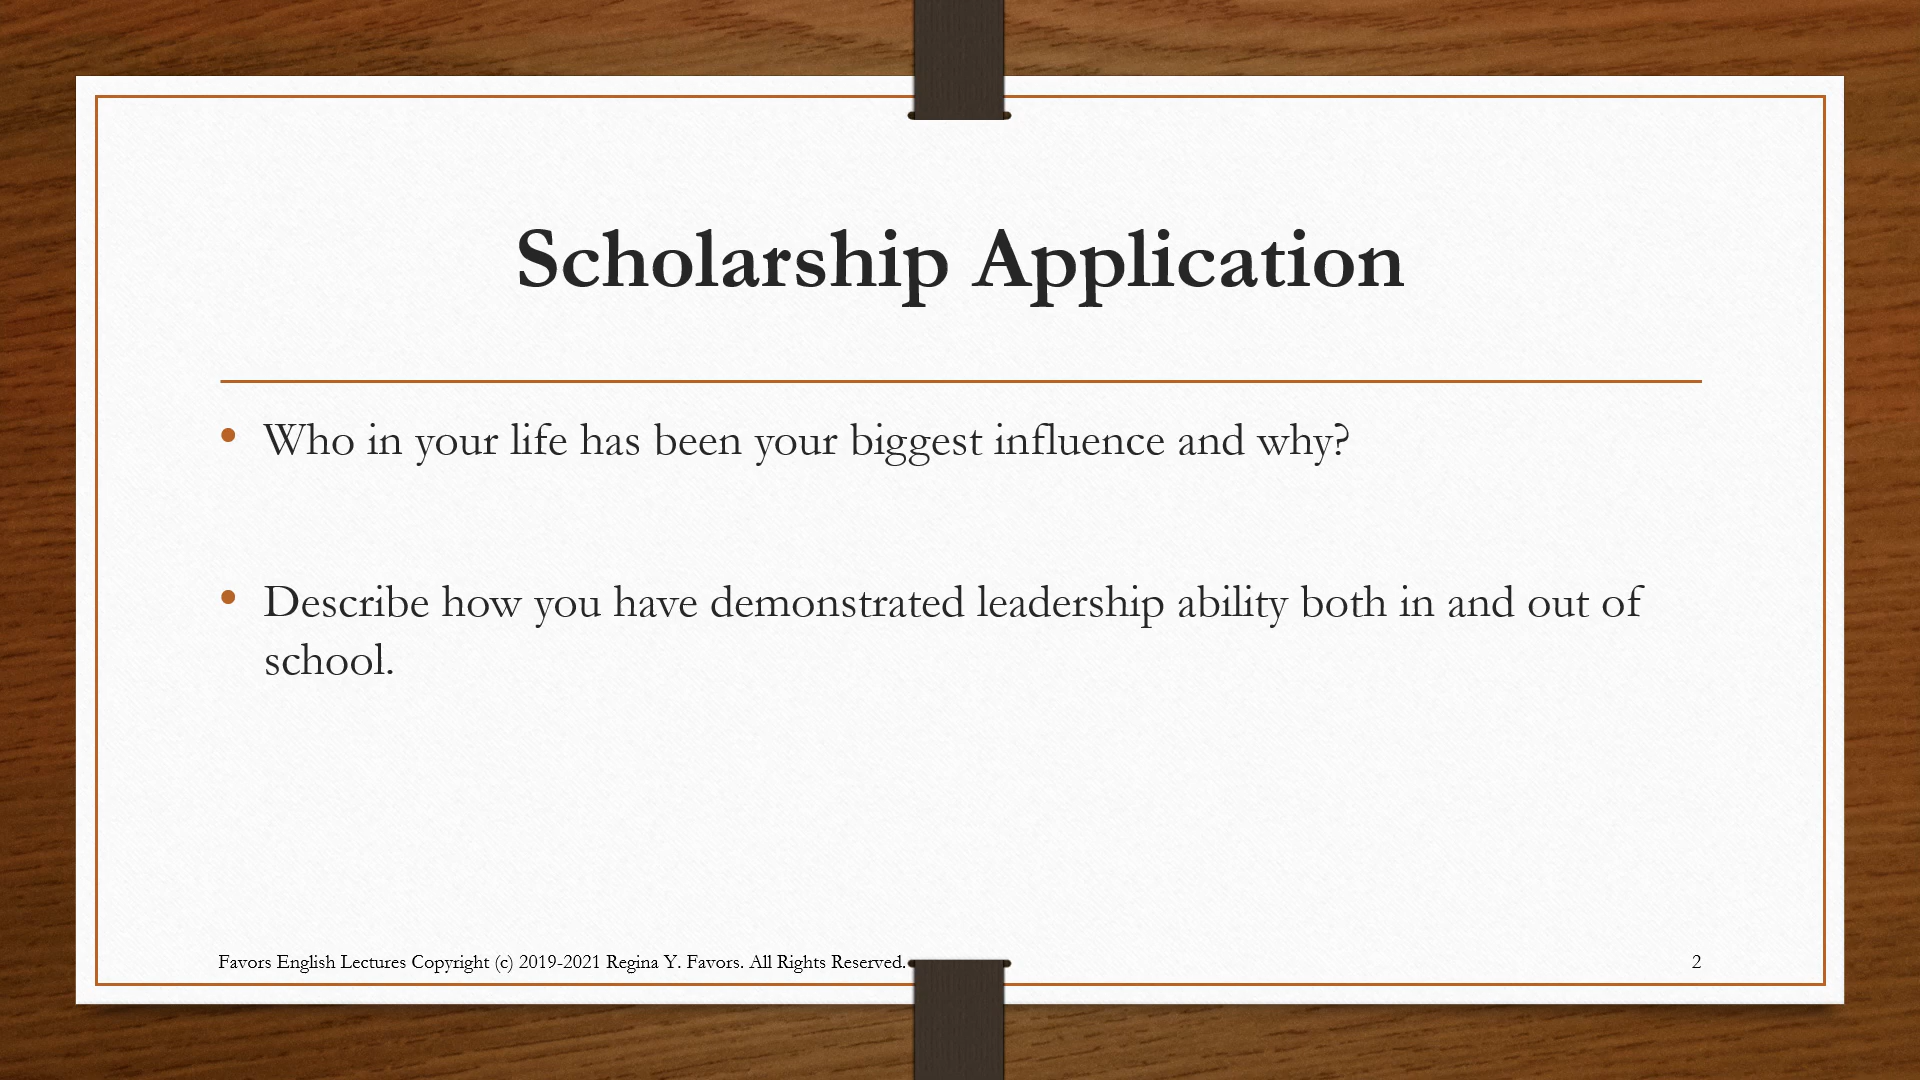 Scholarship Application
• Who in your life has been your biggest influence and why?
• Describe how you have demonstrated leadership ability both in and out of
school.
Favors English Lectures Copyright (c) 2019-2021 Regina Y. Favors. All Rights Reserved.
2